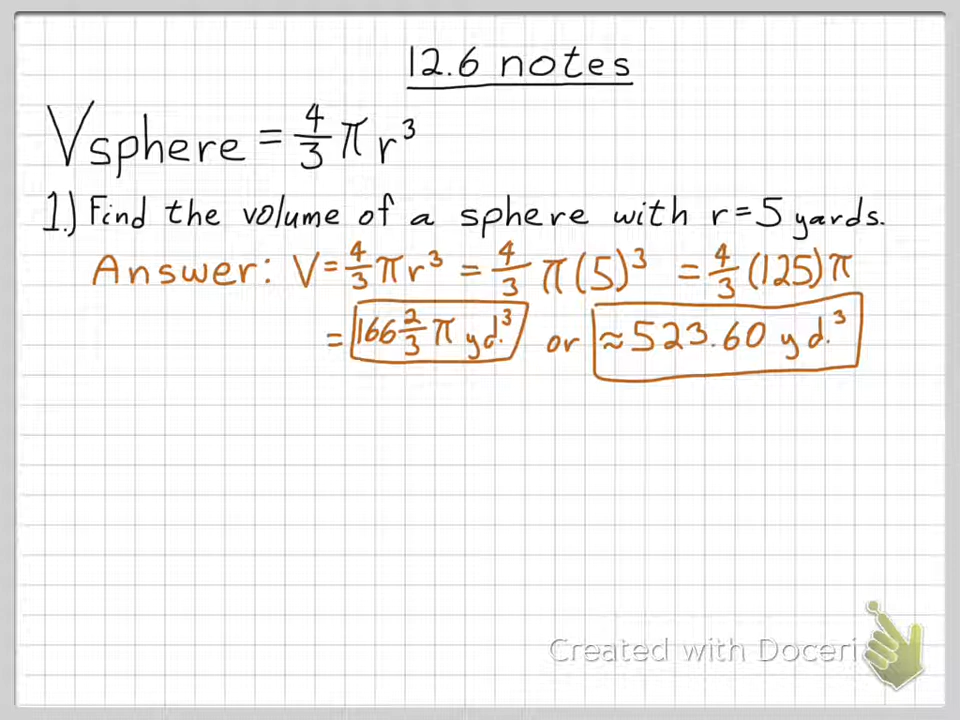 12.6 notes
Vsphere = 4/3 π r³
1.) Find the volume of a sphere with r=5 yards.
Answer: V= 4/3 πr³ = 4/3 π(5)³ = 4/3 (125)π
= 166 2/3 π yd.³ or ≈523.60 yd.³
Created with Doceri